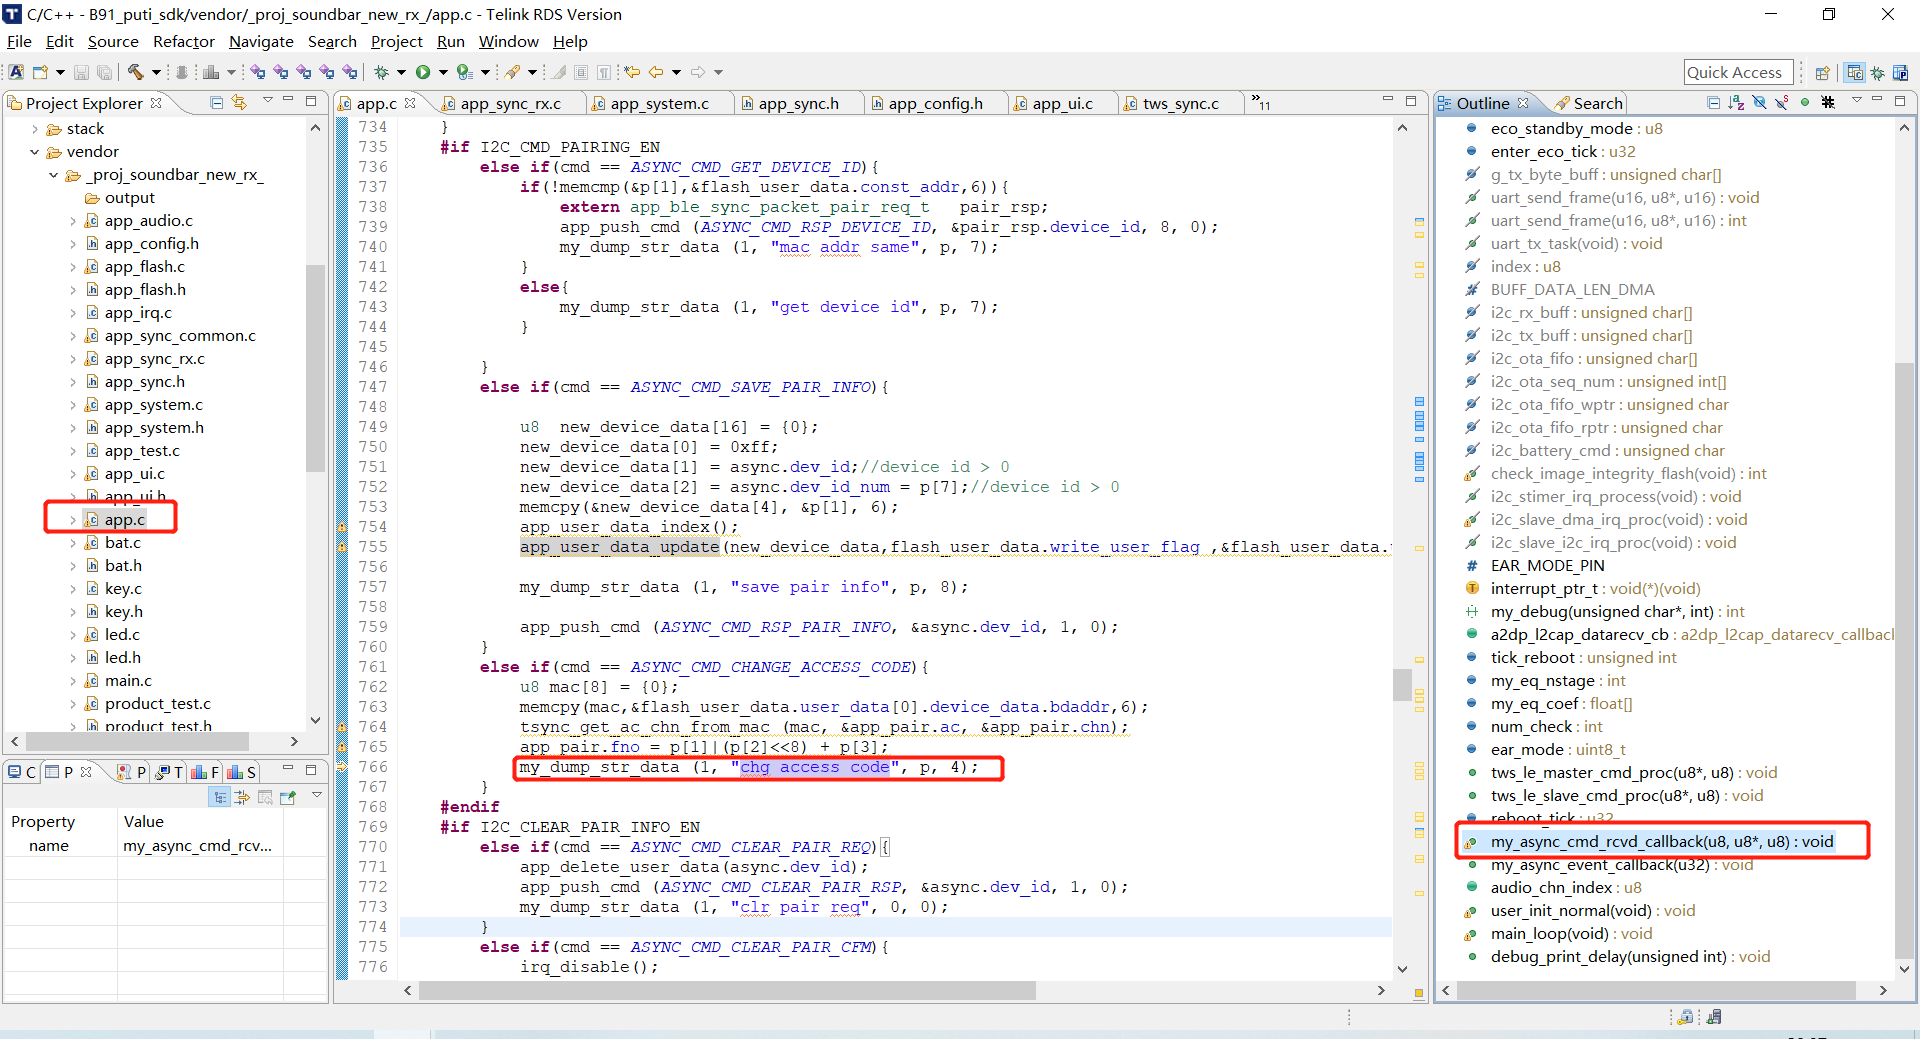 C/C++ - B91_puti_sdk/vendor/_proj_soundbar_new_rx_/app.c - Telink RDS Version
File Edit Source Refactor Navigate Search Project Run Window Help
Quick Access
Project Explorer
stack
vendor
_proj_soundbar_new_rx_
output
app_audio.c
app_config.h
app_flash.c
app_flash.h
app_irq.c
app_sync_common.c
app_sync_rx.c
app_sync.h
app_system.c
app_system.h
app_test.c
app_ui.c
app_ui.h
app.c
bat.c
bat.h
key.c
key.h
led.c
led.h
main.c
product_test.c
product_test.h
C P P T F S
Property Value
name my_async_cmd_rcv...
app.c app_sync_rx.c app_system.c app_sync.h app_config.h app_ui.c tws_sync.c »11
734 }
735 #if I2C_CMD_PAIRING_EN
736 else if(cmd == ASYNC_CMD_GET_DEVICE_ID){
737 if(!memcmp(&p[1],&flash_user_data.const_addr,6)){
738 extern app_ble_sync_packet_pair_req_t pair_rsp;
739 app_push_cmd (ASYNC_CMD_RSP_DEVICE_ID, &pair_rsp.device_id, 8, 0);
740 my_dump_str_data (1, "mac addr same", p, 7);
741 }
742 else{
743 my_dump_str_data (1, "get device id", p, 7);
744 }
745
746 }
747 else if(cmd == ASYNC_CMD_SAVE_PAIR_INFO){
748
749 u8 new_device_data[16] = {0};
750 new_device_data[0] = 0xff;
751 new_device_data[1] = async.dev_id;//device id > 0
752 new_device_data[2] = async.dev_id_num = p[7];//device id > 0
753 memcpy(&new_device_data[4], &p[1], 6);
754 app_user_data_index();
755 app_user_data_update(new_device_data,flash_user_data.write_user_flag ,&flash_user_data.
756
757 my_dump_str_data (1, "save pair info", p, 8);
758
759 app_push_cmd (ASYNC_CMD_RSP_PAIR_INFO, &async.dev_id, 1, 0);
760 }
761 else if(cmd == ASYNC_CMD_CHANGE_ACCESS_CODE){
762 u8 mac[8] = {0};
763 memcpy(mac,&flash_user_data.user_data[0].device_data.bdaddr,6);
764 tsync_get_ac_chn_from_mac (mac, &app_pair.ac, &app_pair.chn);
765 app_pair.fno = p[1]|(p[2]<<8) + p[3];
766 my_dump_str_data (1, "chg access code", p, 4);
767 }
768 #endif
769 #if I2C_CLEAR_PAIR_INFO_EN
770 else if(cmd == ASYNC_CMD_CLEAR_PAIR_REQ){
771 app_delete_user_data(async.dev_id);
772 app_push_cmd (ASYNC_CMD_CLEAR_PAIR_RSP, &async.dev_id, 1, 0);
773 my_dump_str_data (1, "clr pair req", 0, 0);
774 }
775 else if(cmd == ASYNC_CMD_CLEAR_PAIR_CFM){
776 irq_disable();
Outline Search
eco_standby_mode : u8
enter_eco_tick : u32
g_tx_byte_buff : unsigned char[]
uart_send_frame(u16, u8*, u16) : void
uart_send_frame(u16, u8*, u16) : int
uart_tx_task(void) : void
index : u8
BUFF_DATA_LEN_DMA
i2c_rx_buff : unsigned char[]
i2c_tx_buff : unsigned char[]
i2c_ota_fifo : unsigned char[]
i2c_ota_seq_num : unsigned int[]
i2c_ota_fifo_wptr : unsigned char
i2c_ota_fifo_rptr : unsigned char
i2c_battery_cmd : unsigned char
check_image_integrity_flash(void) : int
i2c_stimer_irq_process(void) : void
i2c_slave_dma_irq_proc(void) : void
i2c_slave_i2c_irq_proc(void) : void
EAR_MODE_PIN
interrupt_ptr_t : void(*)(void)
my_debug(unsigned char*, int) : int
a2dp_l2cap_datarecv_cb : a2dp_l2cap_datarecv_callback
tick_reboot : unsigned int
my_eq_nstage : int
my_eq_coef : float[]
num_check : int
ear_mode : uint8_t
tws_le_master_cmd_proc(u8*, u8) : void
tws_le_slave_cmd_proc(u8*, u8) : void
reboot_tick : u32
my_async_cmd_rcvd_callback(u8, u8*, u8) : void
my_async_event_callback(u32) : void
audio_chn_index : u8
user_init_normal(void) : void
main_loop(void) : void
debug_print_delay(unsigned int) : void